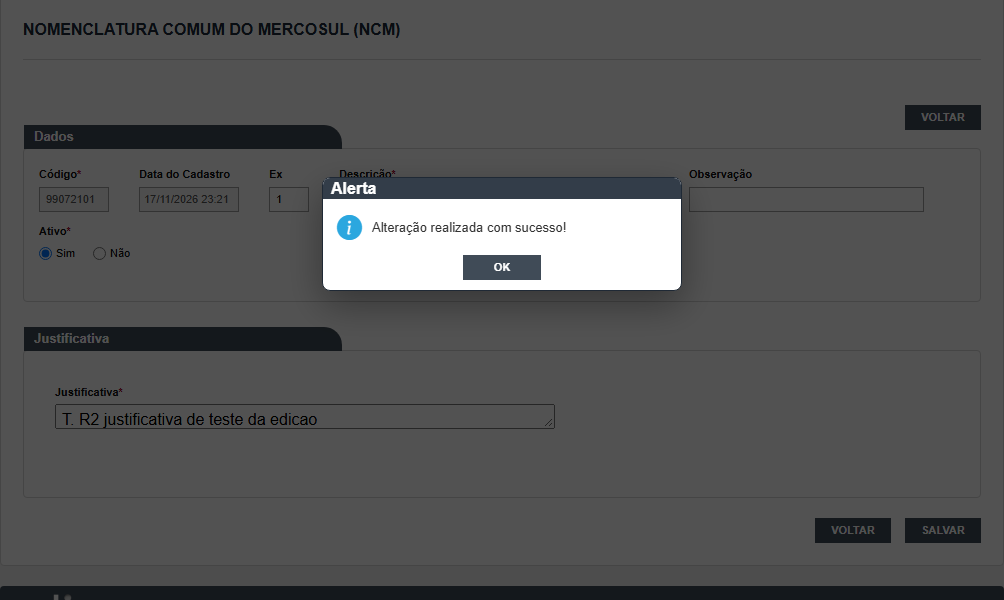 NOMENCLATURA COMUM DO MERCOSUL (NCM)
VOLTAR
Dados
Código* Data do Cadastro Ex Descrição* Observação
99072101 17/11/2026 23:21 1
Ativo*
Sim Não
Alerta
Alteração realizada com sucesso!
OK
Justificativa
Justificativa*
T. R2 justificativa de teste da edicao
VOLTAR SALVAR